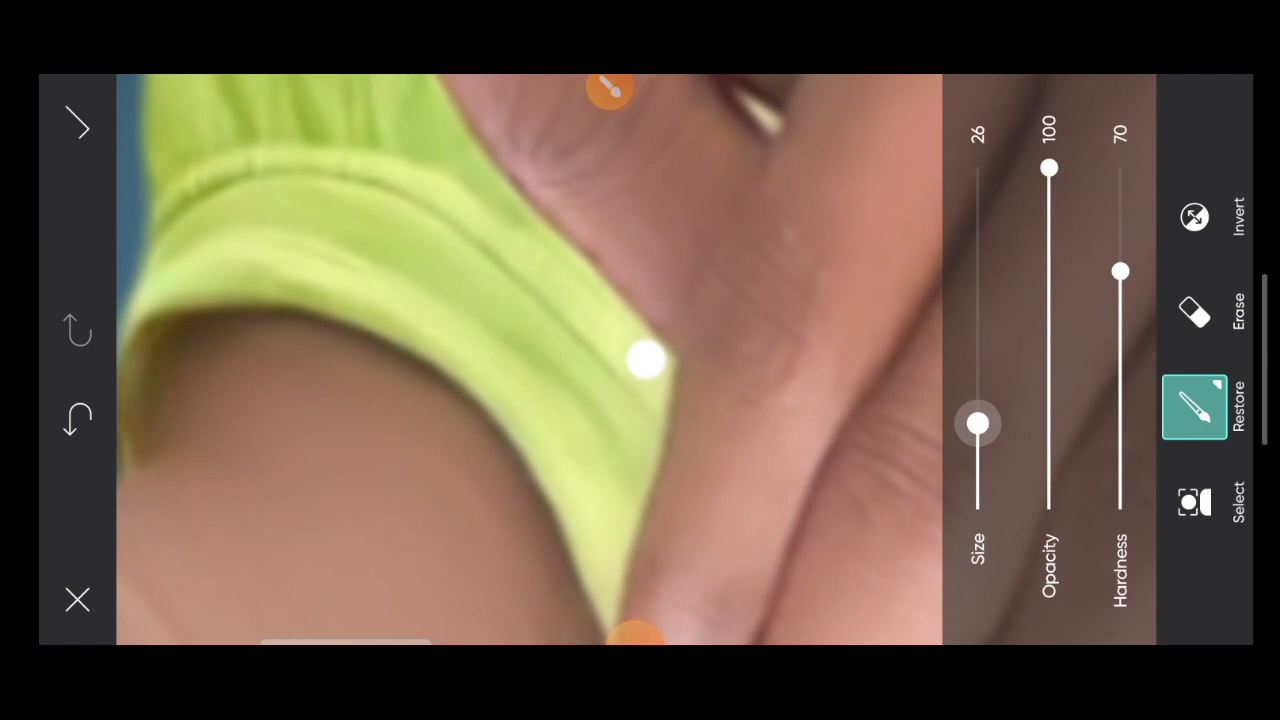 26
Size
100
Opacity
70
Hardness
Select
Restore
Erase
Invert